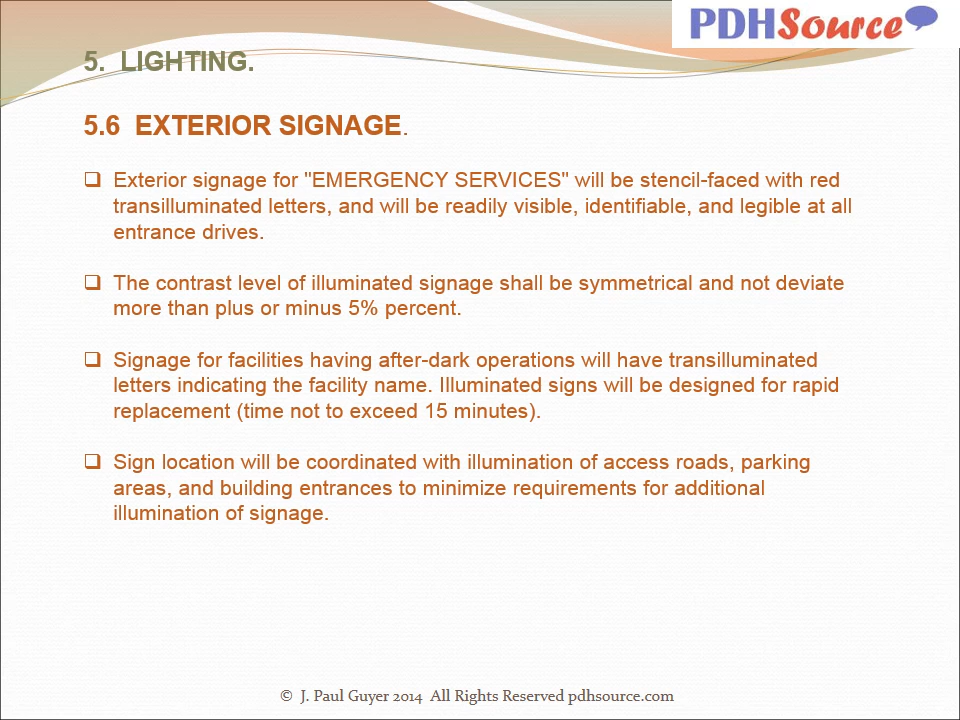 PDHSource
5.  LIGHTING.
5.6  EXTERIOR SIGNAGE.
❑ Exterior signage for "EMERGENCY SERVICES" will be stencil-faced with red
transilluminated letters, and will be readily visible, identifiable, and legible at all
entrance drives.
❑ The contrast level of illuminated signage shall be symmetrical and not deviate
more than plus or minus 5% percent.
❑ Signage for facilities having after-dark operations will have transilluminated
letters indicating the facility name. Illuminated signs will be designed for rapid
replacement (time not to exceed 15 minutes).
❑ Sign location will be coordinated with illumination of access roads, parking
areas, and building entrances to minimize requirements for additional
illumination of signage.
© J. Paul Guyer 2014  All Rights Reserved pdhsource.com